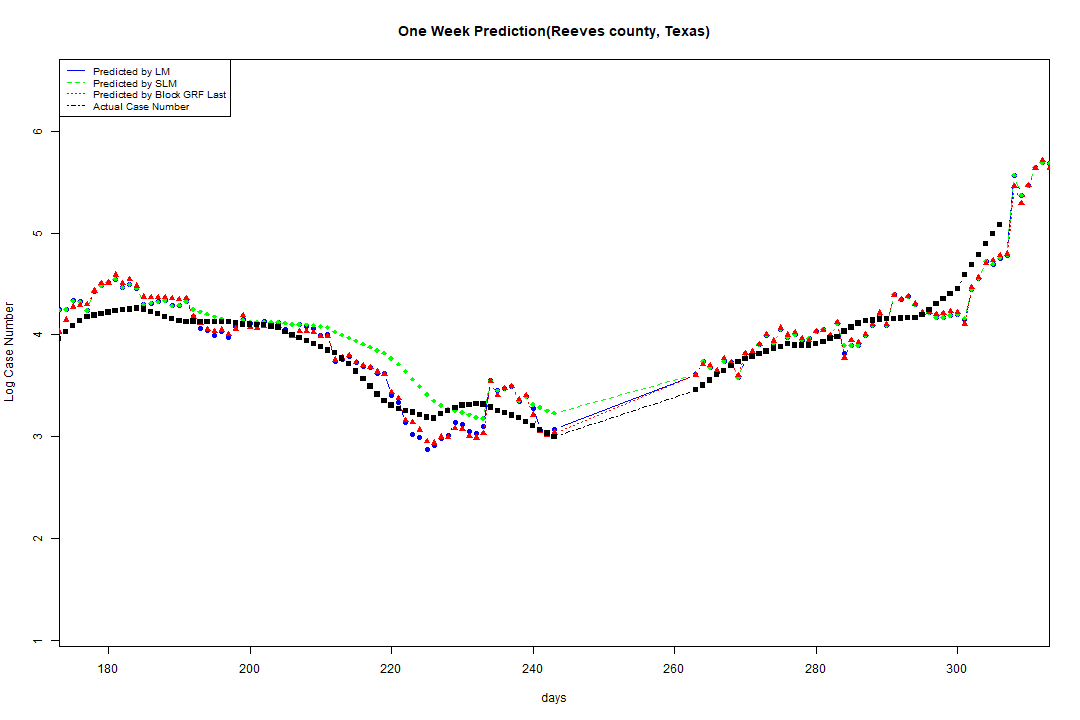 One Week Prediction(Reeves county, Texas)
Predicted by LM
Predicted by SLM
Predicted by Block GRF Last
Actual Case Number
Log Case Number
6
5
4
3
2
1
180 200 220 240 260 280 300
days